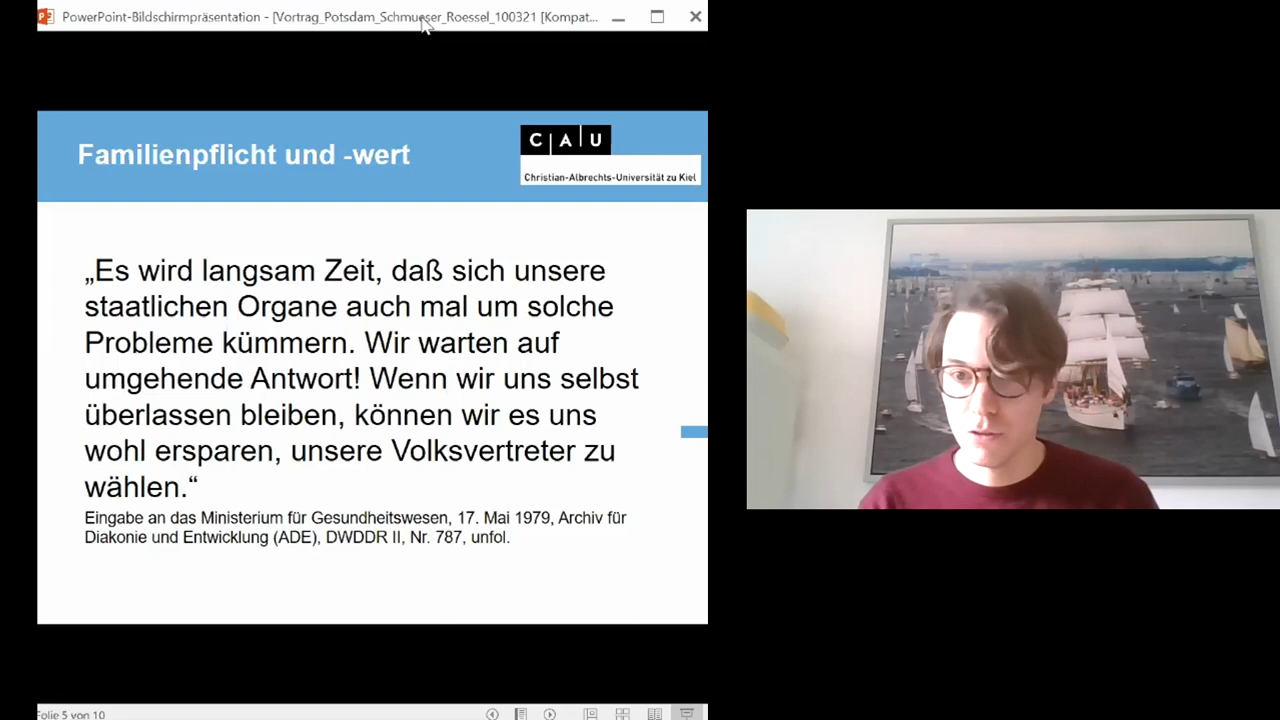 PowerPoint-Bildschirmpräsentation - [Vortrag_Potsdam_Schmueser_Roessel_100321 [Kompat...
Familienpflicht und -wert
CAU
Christian-Albrechts-Universität zu Kiel
„Es wird langsam Zeit, daß sich unsere
staatlichen Organe auch mal um solche
Probleme kümmern. Wir warten auf
umgehende Antwort! Wenn wir uns selbst
überlassen bleiben, können wir es uns
wohl ersparen, unsere Volksvertreter zu
wählen.“
Eingabe an das Ministerium für Gesundheitswesen, 17. Mai 1979, Archiv für
Diakonie und Entwicklung (ADE), DWDDR II, Nr. 787, unfol.
Folie 5 von 10